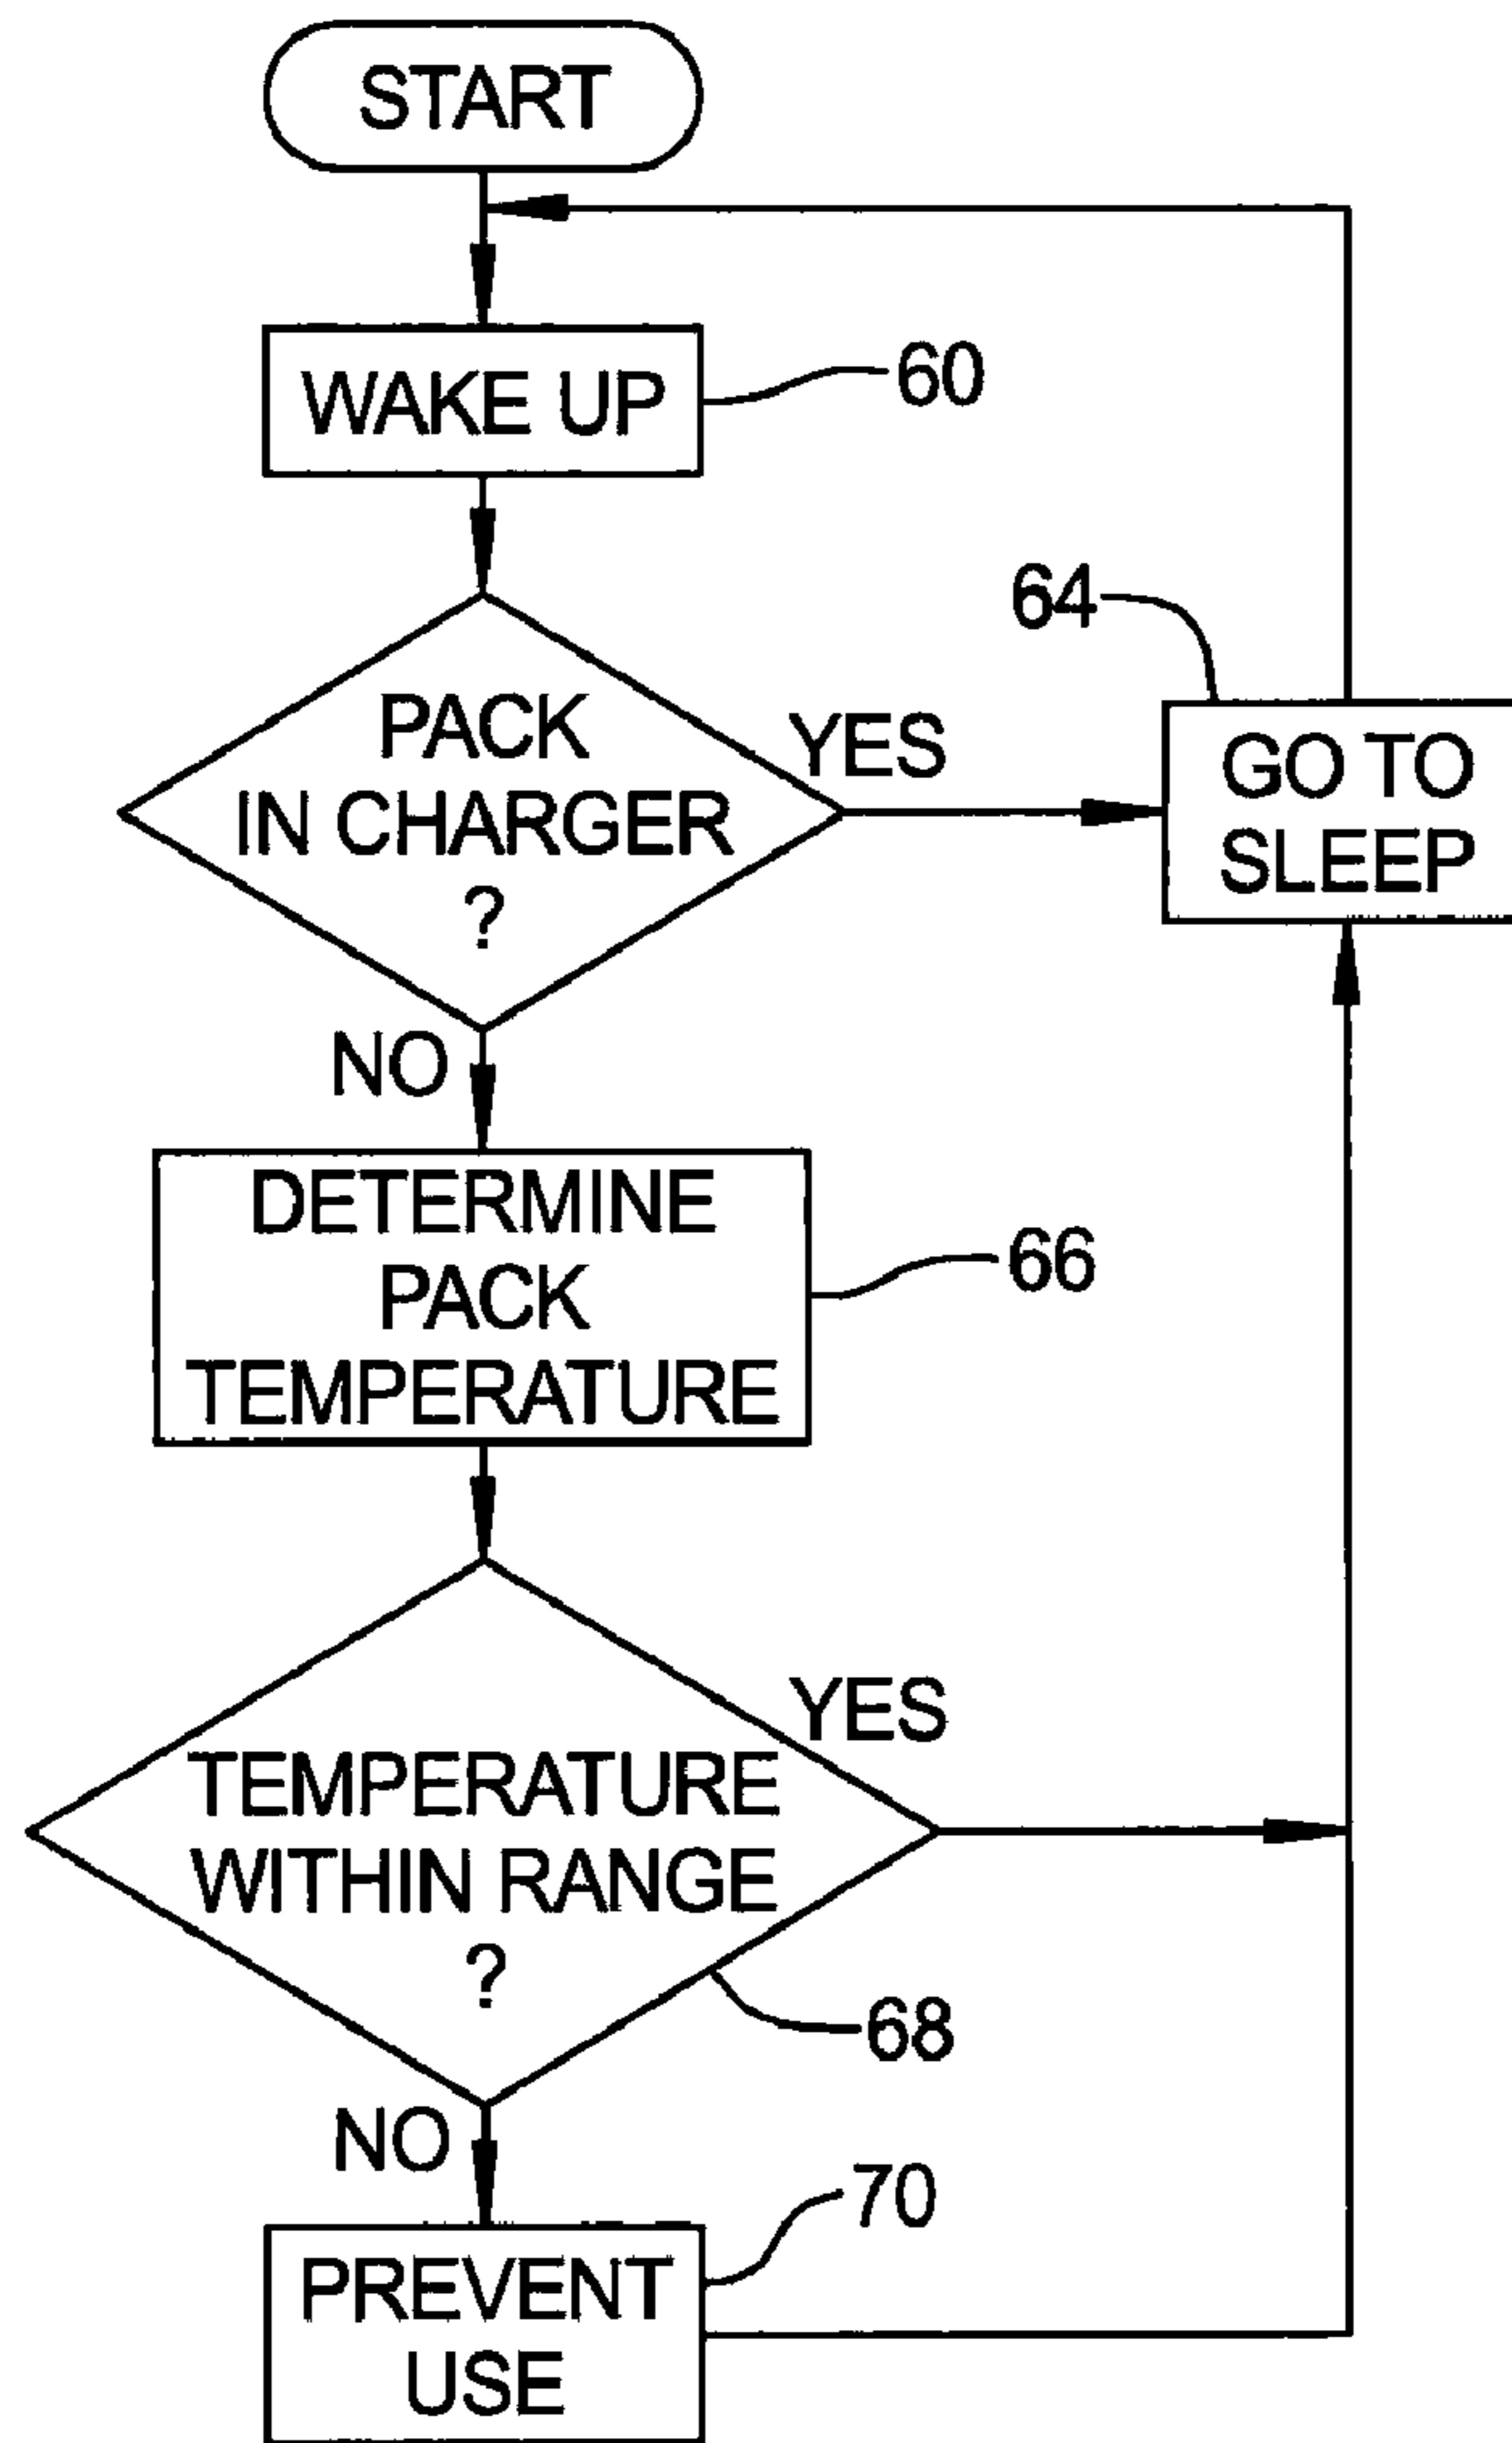 START
WAKE UP
60
64
PACK
IN CHARGER
?
YES
GO TO
SLEEP
NO
DETERMINE
PACK
TEMPERATURE
66
YES
TEMPERATURE
WITHIN RANGE
?
68
NO
70
PREVENT
USE